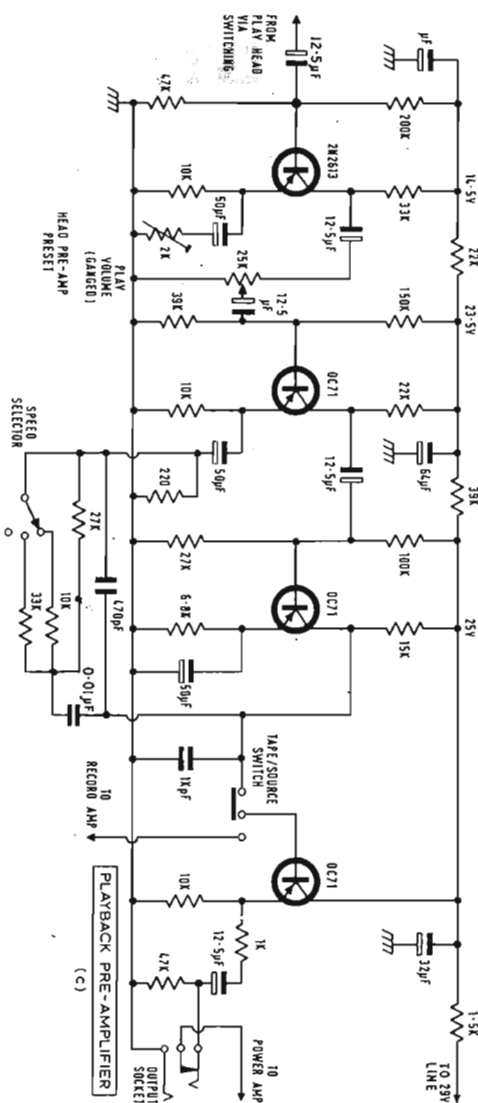 µF
200K
14·5V
33K
22K
23·5V
150K
22K
64µF
39K
100K
25V
15K
32µF
1·5K
TO 29V
LINE
12·5µF
FROM
PLAY HEAD
VIA
SWITCHING
2N2613
12·5µF
OC71
12·5µF
OC71
OC71
47K
10K
50µF
2K
25K
12·5
µF
39K
10K
50µF
220
27K
6·8K
50µF
1KpF
TAPE/SOURCE
SWITCH
10K
1K
12·5µF
47K
TO
POWER AMP
OUTPUT
SOCKET
HEAD PRE-AMP
PRESET
PLAY
VOLUME
(GANGED)
SPEED
SELECTOR
27K
10K
33K
470pF
0·01µF
TO
RECORD AMP
PLAYBACK PRE-AMPLIFIER
(C)